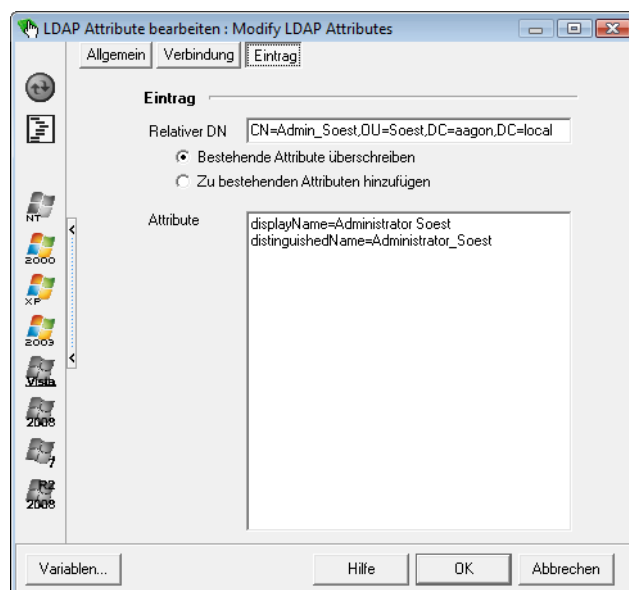 LDAP Attribute bearbeiten : Modify LDAP Attributes
Allgemein Verbindung Eintrag
Eintrag
Relativer DN CN=Admin_Soest,OU=Soest,DC=aagon,DC=local
Bestehende Attribute überschreiben
Zu bestehenden Attributen hinzufügen
Attribute
displayName=Administrator Soest
distinguishedName=Administrator_Soest
NT
2000
XP
2003
Vista
2008
7
R2
2008
Variablen... Hilfe OK Abbrechen